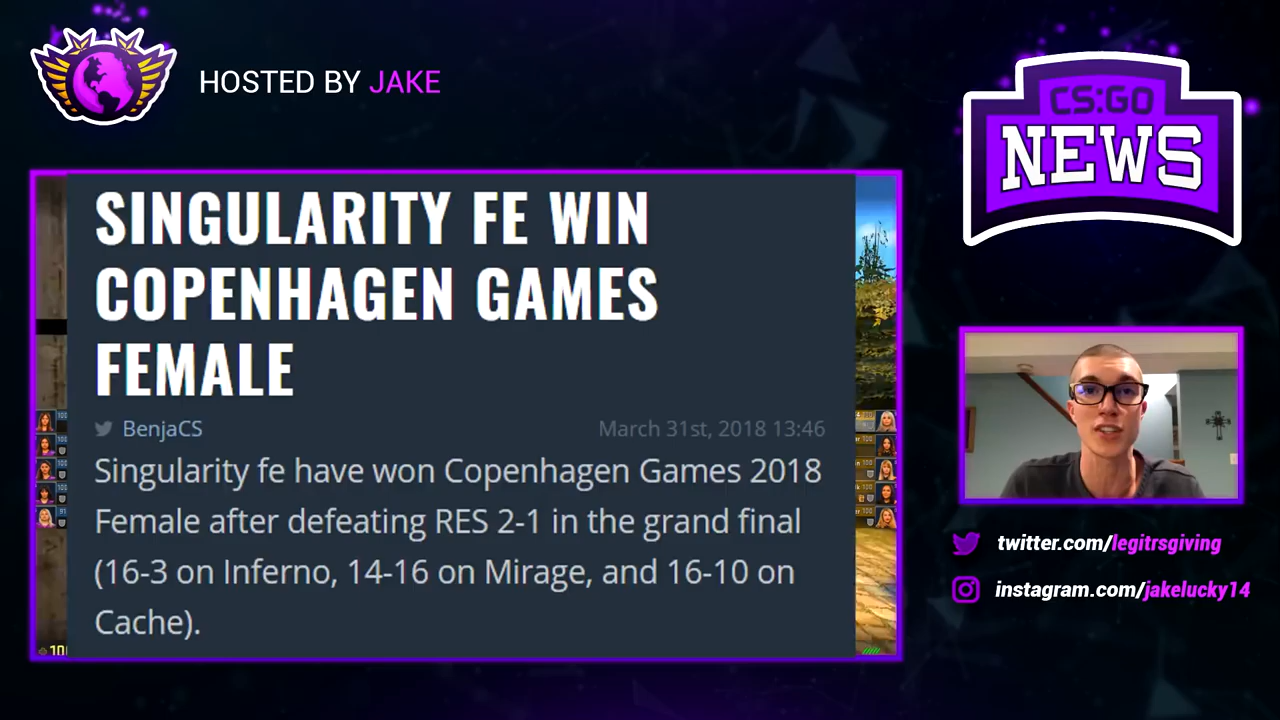 HOSTED BY JAKE
CS:GO
NEWS
SINGULARITY FE WIN
COPENHAGEN GAMES
FEMALE
BenjaCS March 31st, 2018 13:46
Singularity fe have won Copenhagen Games 2018
Female after defeating RES 2-1 in the grand final
(16-3 on Inferno, 14-16 on Mirage, and 16-10 on
Cache).
twitter.com/legitrsgiving
instagram.com/jakelucky14